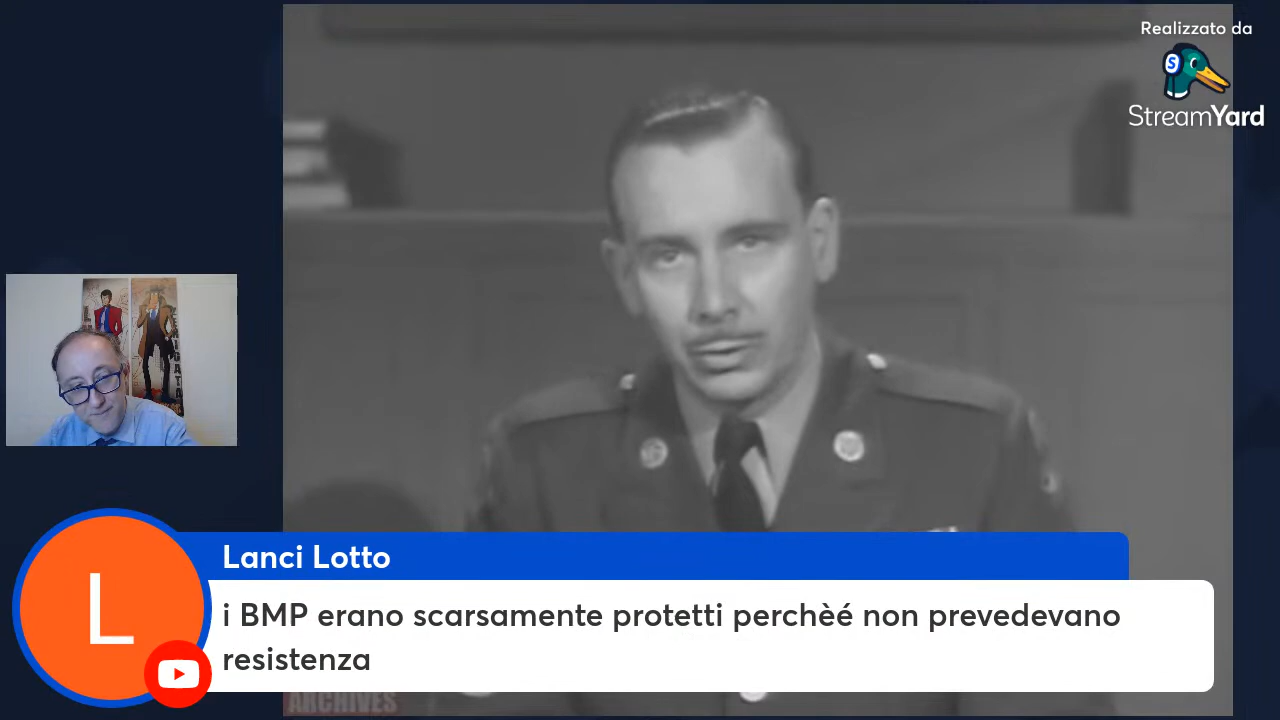 Realizzato da
S
StreamYard
L
Lanci Lotto
i BMP erano scarsamente protetti perchèé non prevedevano
resistenza
ARCHIVES